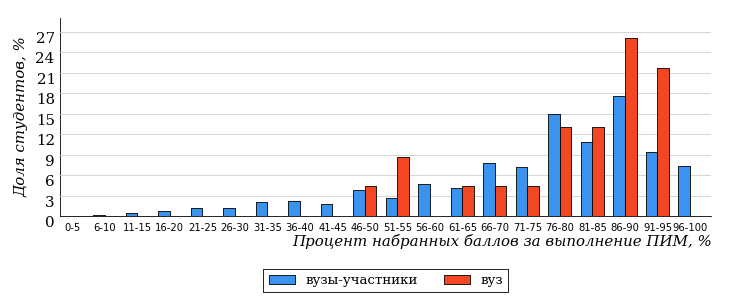 Доля студентов, %
27
24
21
18
15
12
9
6
3
0
0-5 6-10 11-15 16-20 21-25 26-30 31-35 36-40 41-45 46-50 51-55 56-60 61-65 66-70 71-75 76-80 81-85 86-90 91-95 96-100
Процент набранных баллов за выполнение ПИМ, %
вузы-участники вуз